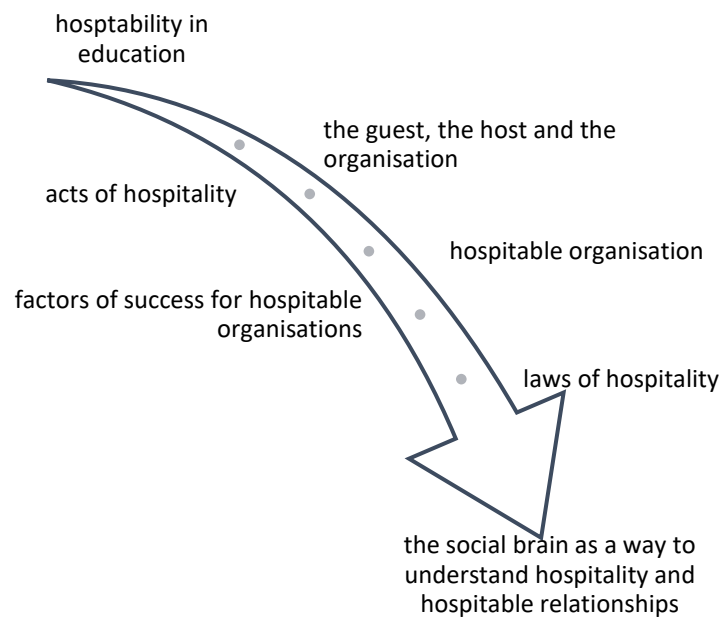 hosptability in
education
the guest, the host and the
organisation
acts of hospitality
hospitable organisation
factors of success for hospitable
organisations
laws of hospitality
the social brain as a way to
understand hospitality and
hospitable relationships